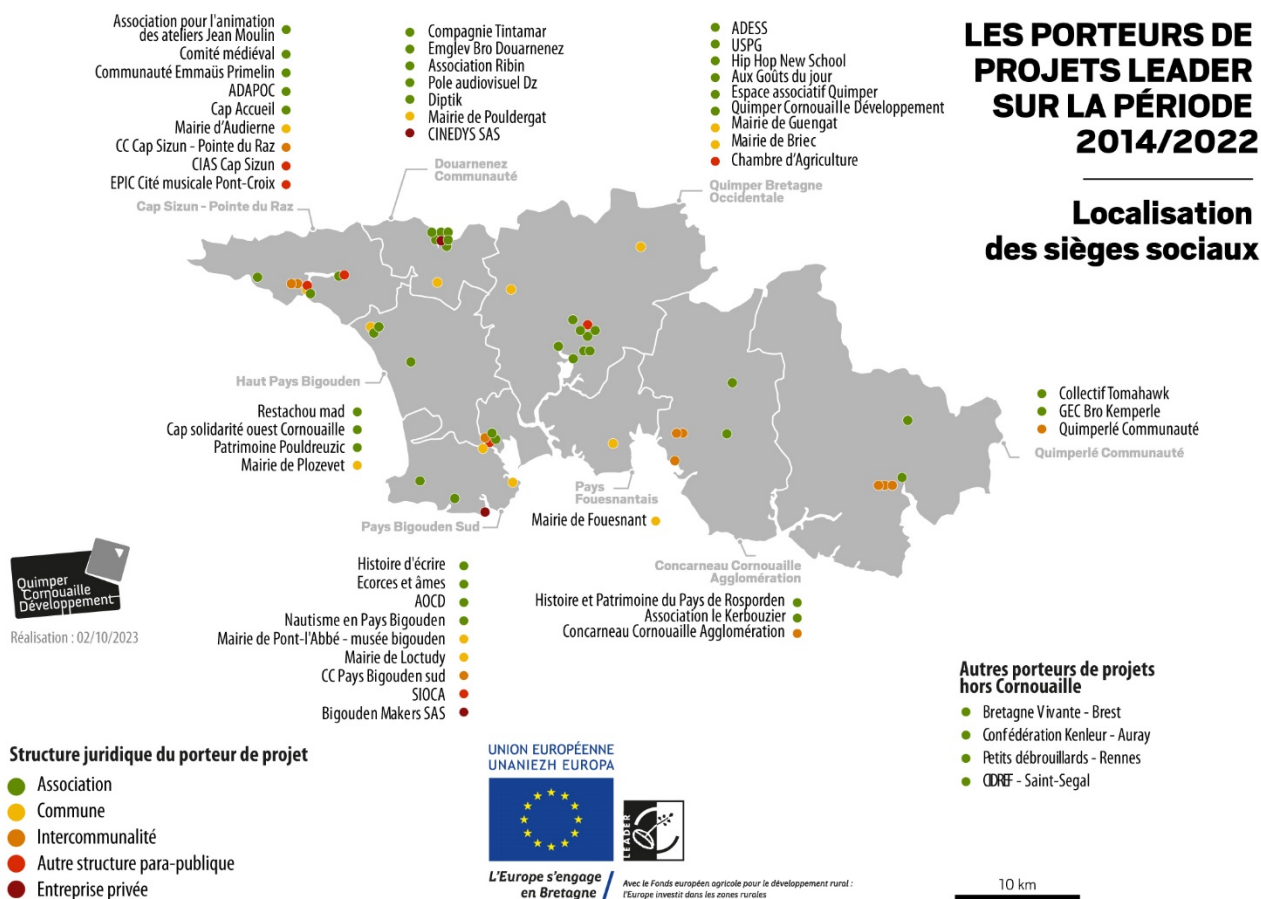 LES PORTEURS DE
PROJETS LEADER
SUR LA PÉRIODE
2014/2022
Localisation
des sièges sociaux
Association pour l'animation
des ateliers Jean Moulin
Comité médiéval
Communauté Emmaüs Primelin
ADAPOC
Cap Accueil
Mairie d'Audierne
CC Cap Sizun - Pointe du Raz
CIAS Cap Sizun
EPIC Cité musicale Pont-Croix
Cap Sizun - Pointe du Raz
Compagnie Tintamar
Emglev Bro Douarnenez
Association Ribin
Pole audiovisuel Dz
Diptik
Mairie de Pouldergat
CINEDYS SAS
Douarnenez
Communauté
ADESS
USPG
Hip Hop New School
Aux Goûts du jour
Espace associatif Quimper
Quimper Cornouaille Développement
Mairie de Guengat
Mairie de Briec
Chambre d'Agriculture
Quimper Bretagne
Occidentale
Haut Pays Bigouden
Restachou mad
Cap solidarité ouest Cornouaille
Patrimoine Pouldreuzic
Mairie de Plozevet
Collectif Tomahawk
GEC Bro Kemperle
Quimperlé Communauté
Quimperlé Communauté
Pays
Fouesnantais
Mairie de Fouesnant
Pays Bigouden Sud
Histoire d'écrire
Ecorces et âmes
AOCD
Nautisme en Pays Bigouden
Mairie de Pont-l'Abbé - musée bigouden
Mairie de Loctudy
CC Pays Bigouden sud
SIOCA
Bigouden Makers SAS
Concarneau Cornouaille
Agglomération
Histoire et Patrimoine du Pays de Rosporden
Association le Kerbouzier
Concarneau Cornouaille Agglomération
Quimper
Cornouaille
Développement
Réalisation : 02/10/2023
Autres porteurs de projets
hors Cornouaille
Bretagne Vivante - Brest
Confédération Kenleur - Auray
Petits débrouillards - Rennes
- Saint-Segal
Structure juridique du porteur de projet
Association
Commune
Intercommunalité
Autre structure para-publique
Entreprise privée
UNION EUROPÉENNE
UNANIEZH EUROPA
LEADER
L'Europe s'engage
en Bretagne
Avec le Fonds européen agricole pour le développement rural :
l'Europe investit dans les zones rurales
10 km